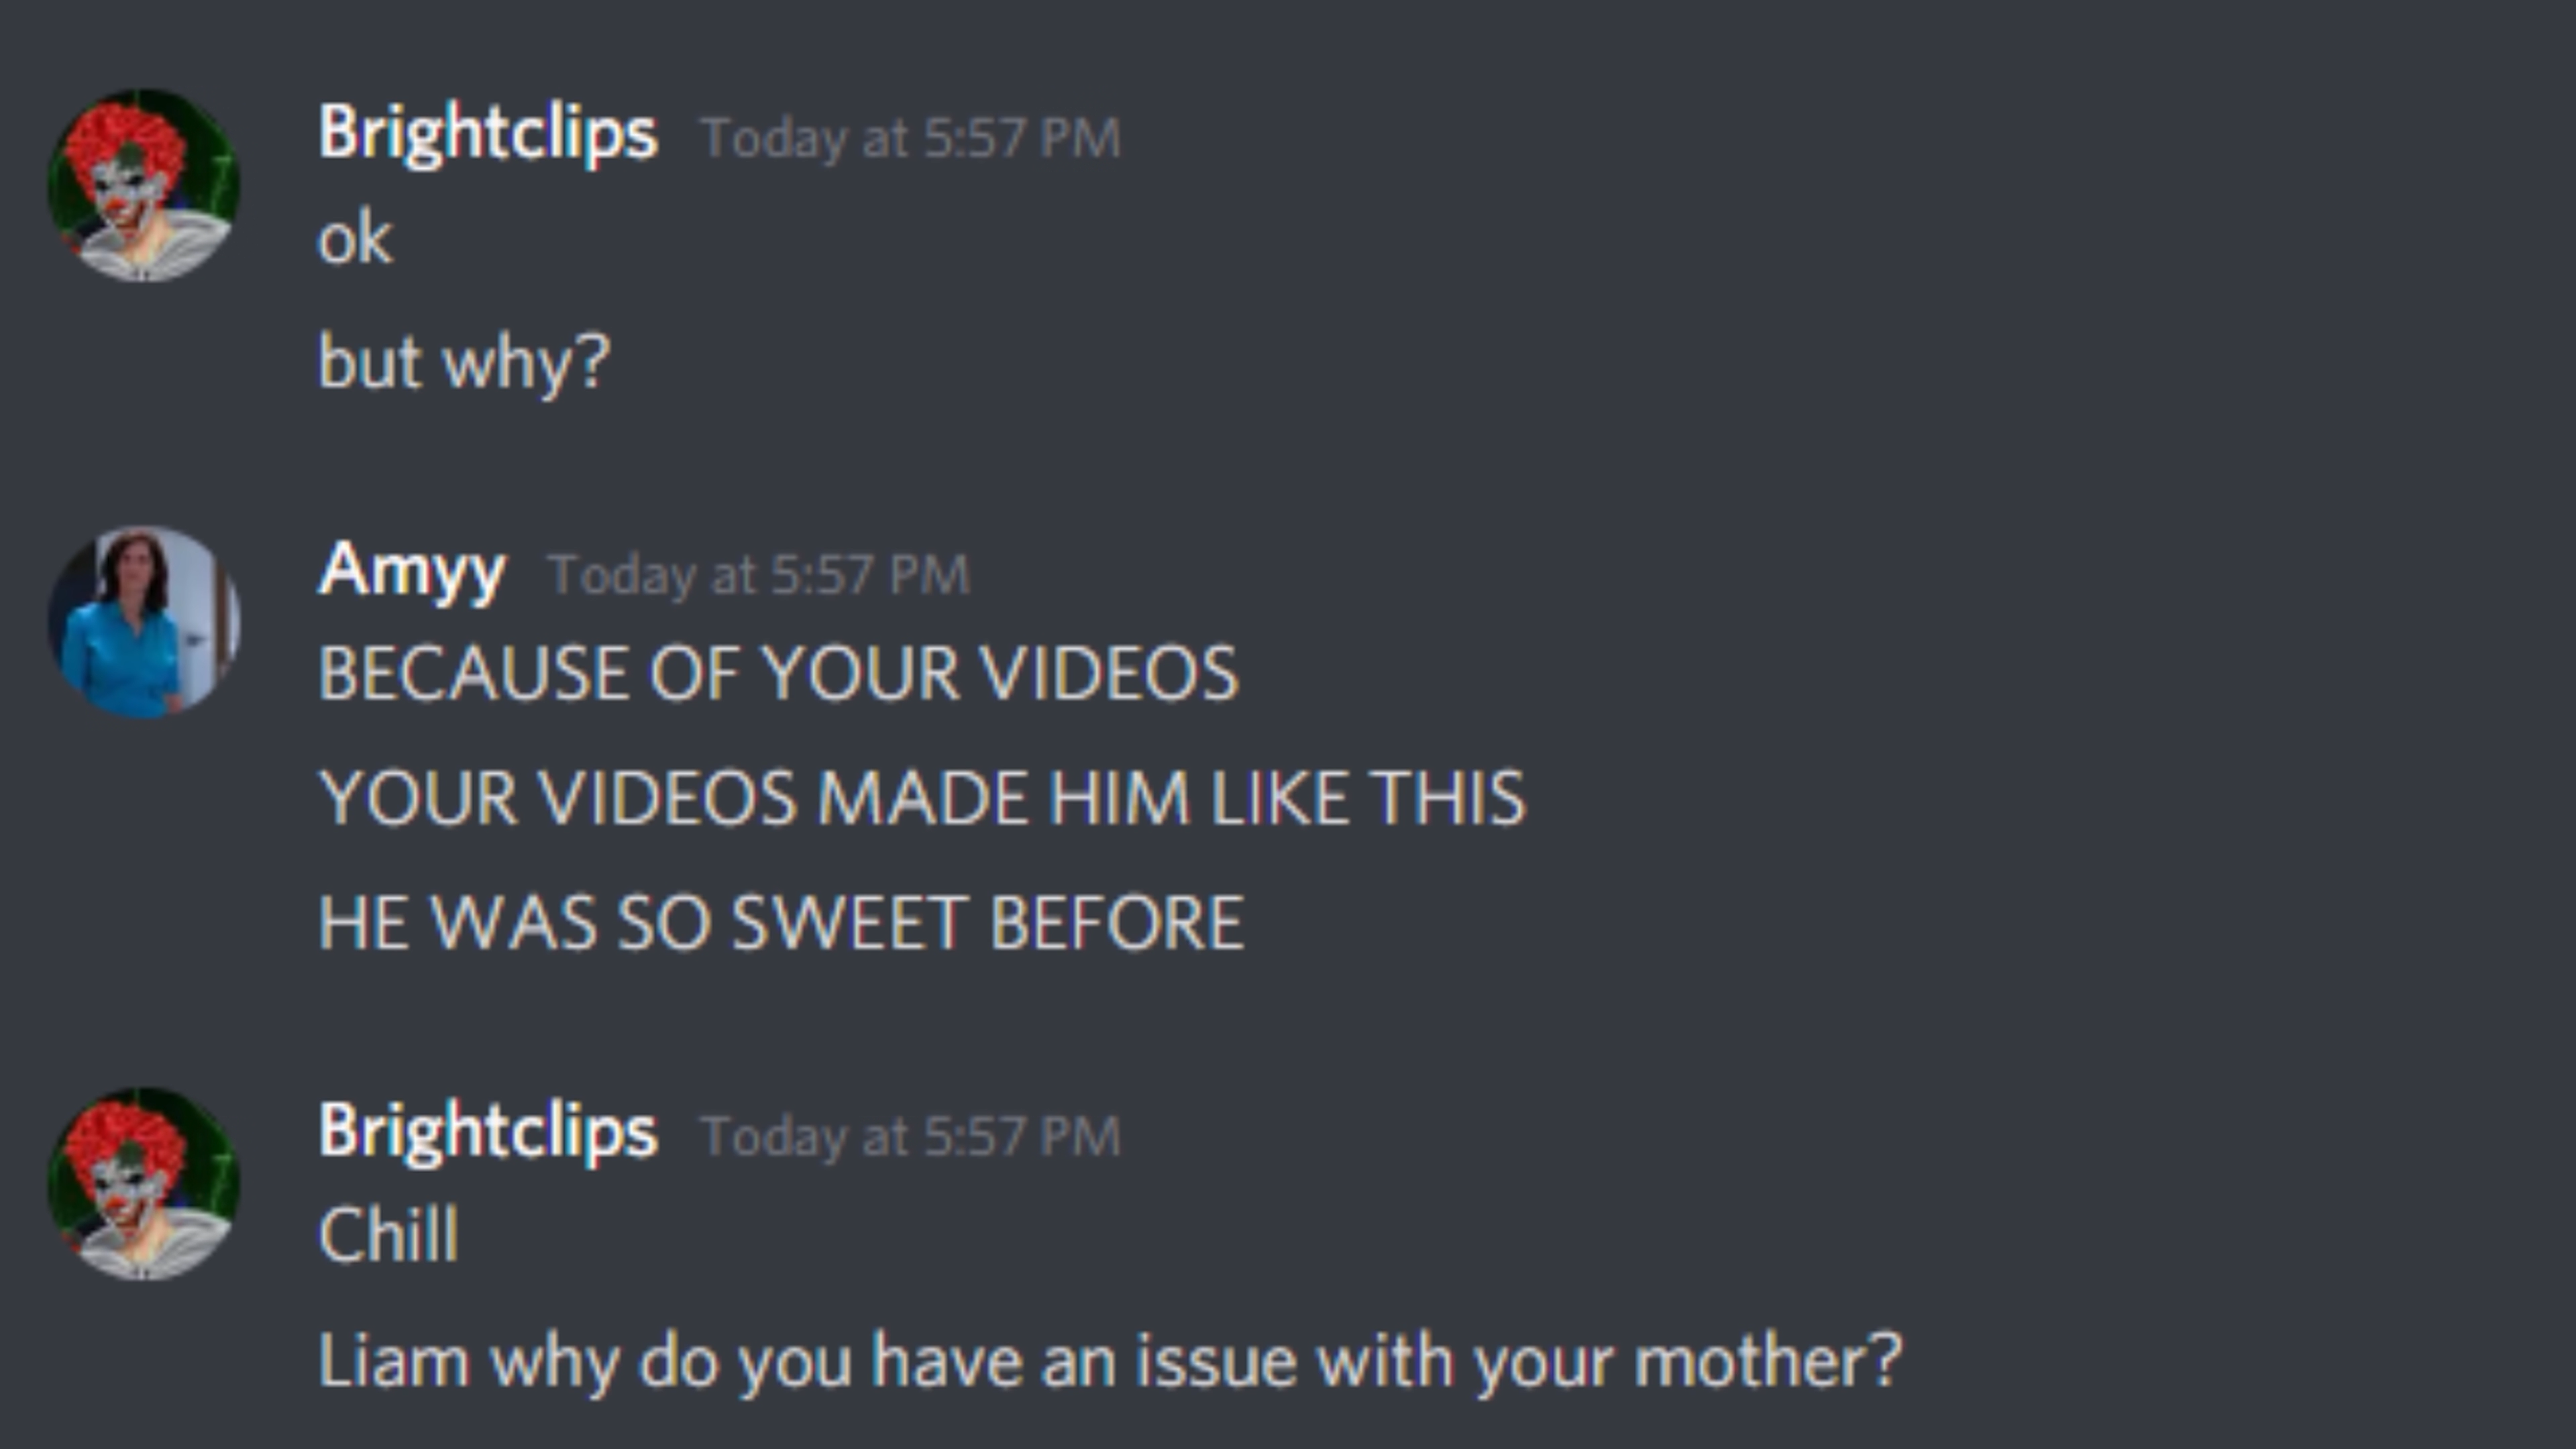 Brightclips Today at 5:57 PM
ok
but why?
Amyy Today at 5:57 PM
BECAUSE OF YOUR VIDEOS
YOUR VIDEOS MADE HIM LIKE THIS
HE WAS SO SWEET BEFORE
Brightclips Today at 5:57 PM
Chill
Liam why do you have an issue with your mother?